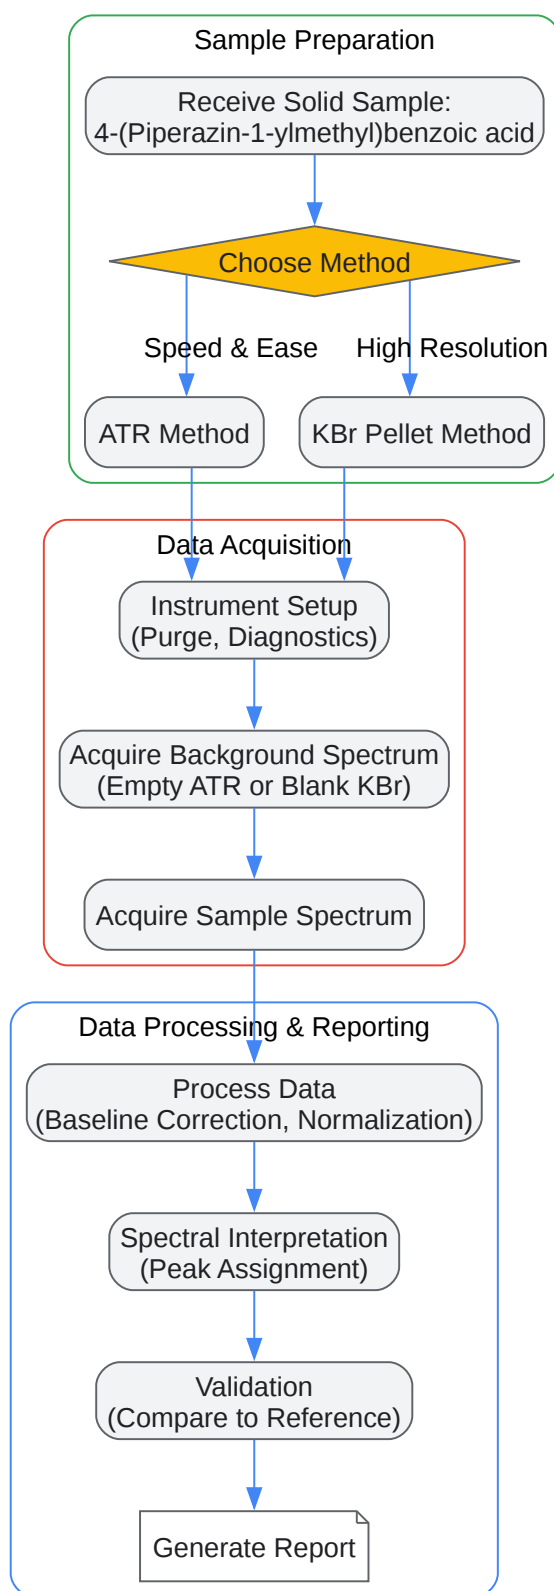 Sample Preparation
Receive Solid Sample:
4-(Piperazin-1-ylmethyl)benzoic acid
Choose Method
Speed & Ease
High Resolution
ATR Method
KBr Pellet Method
Data Acquisition
Instrument Setup
(Purge, Diagnostics)
Acquire Background Spectrum
(Empty ATR or Blank KBr)
Acquire Sample Spectrum
Data Processing & Reporting
Process Data
(Baseline Correction, Normalization)
Spectral Interpretation
(Peak Assignment)
Validation
(Compare to Reference)
Generate Report